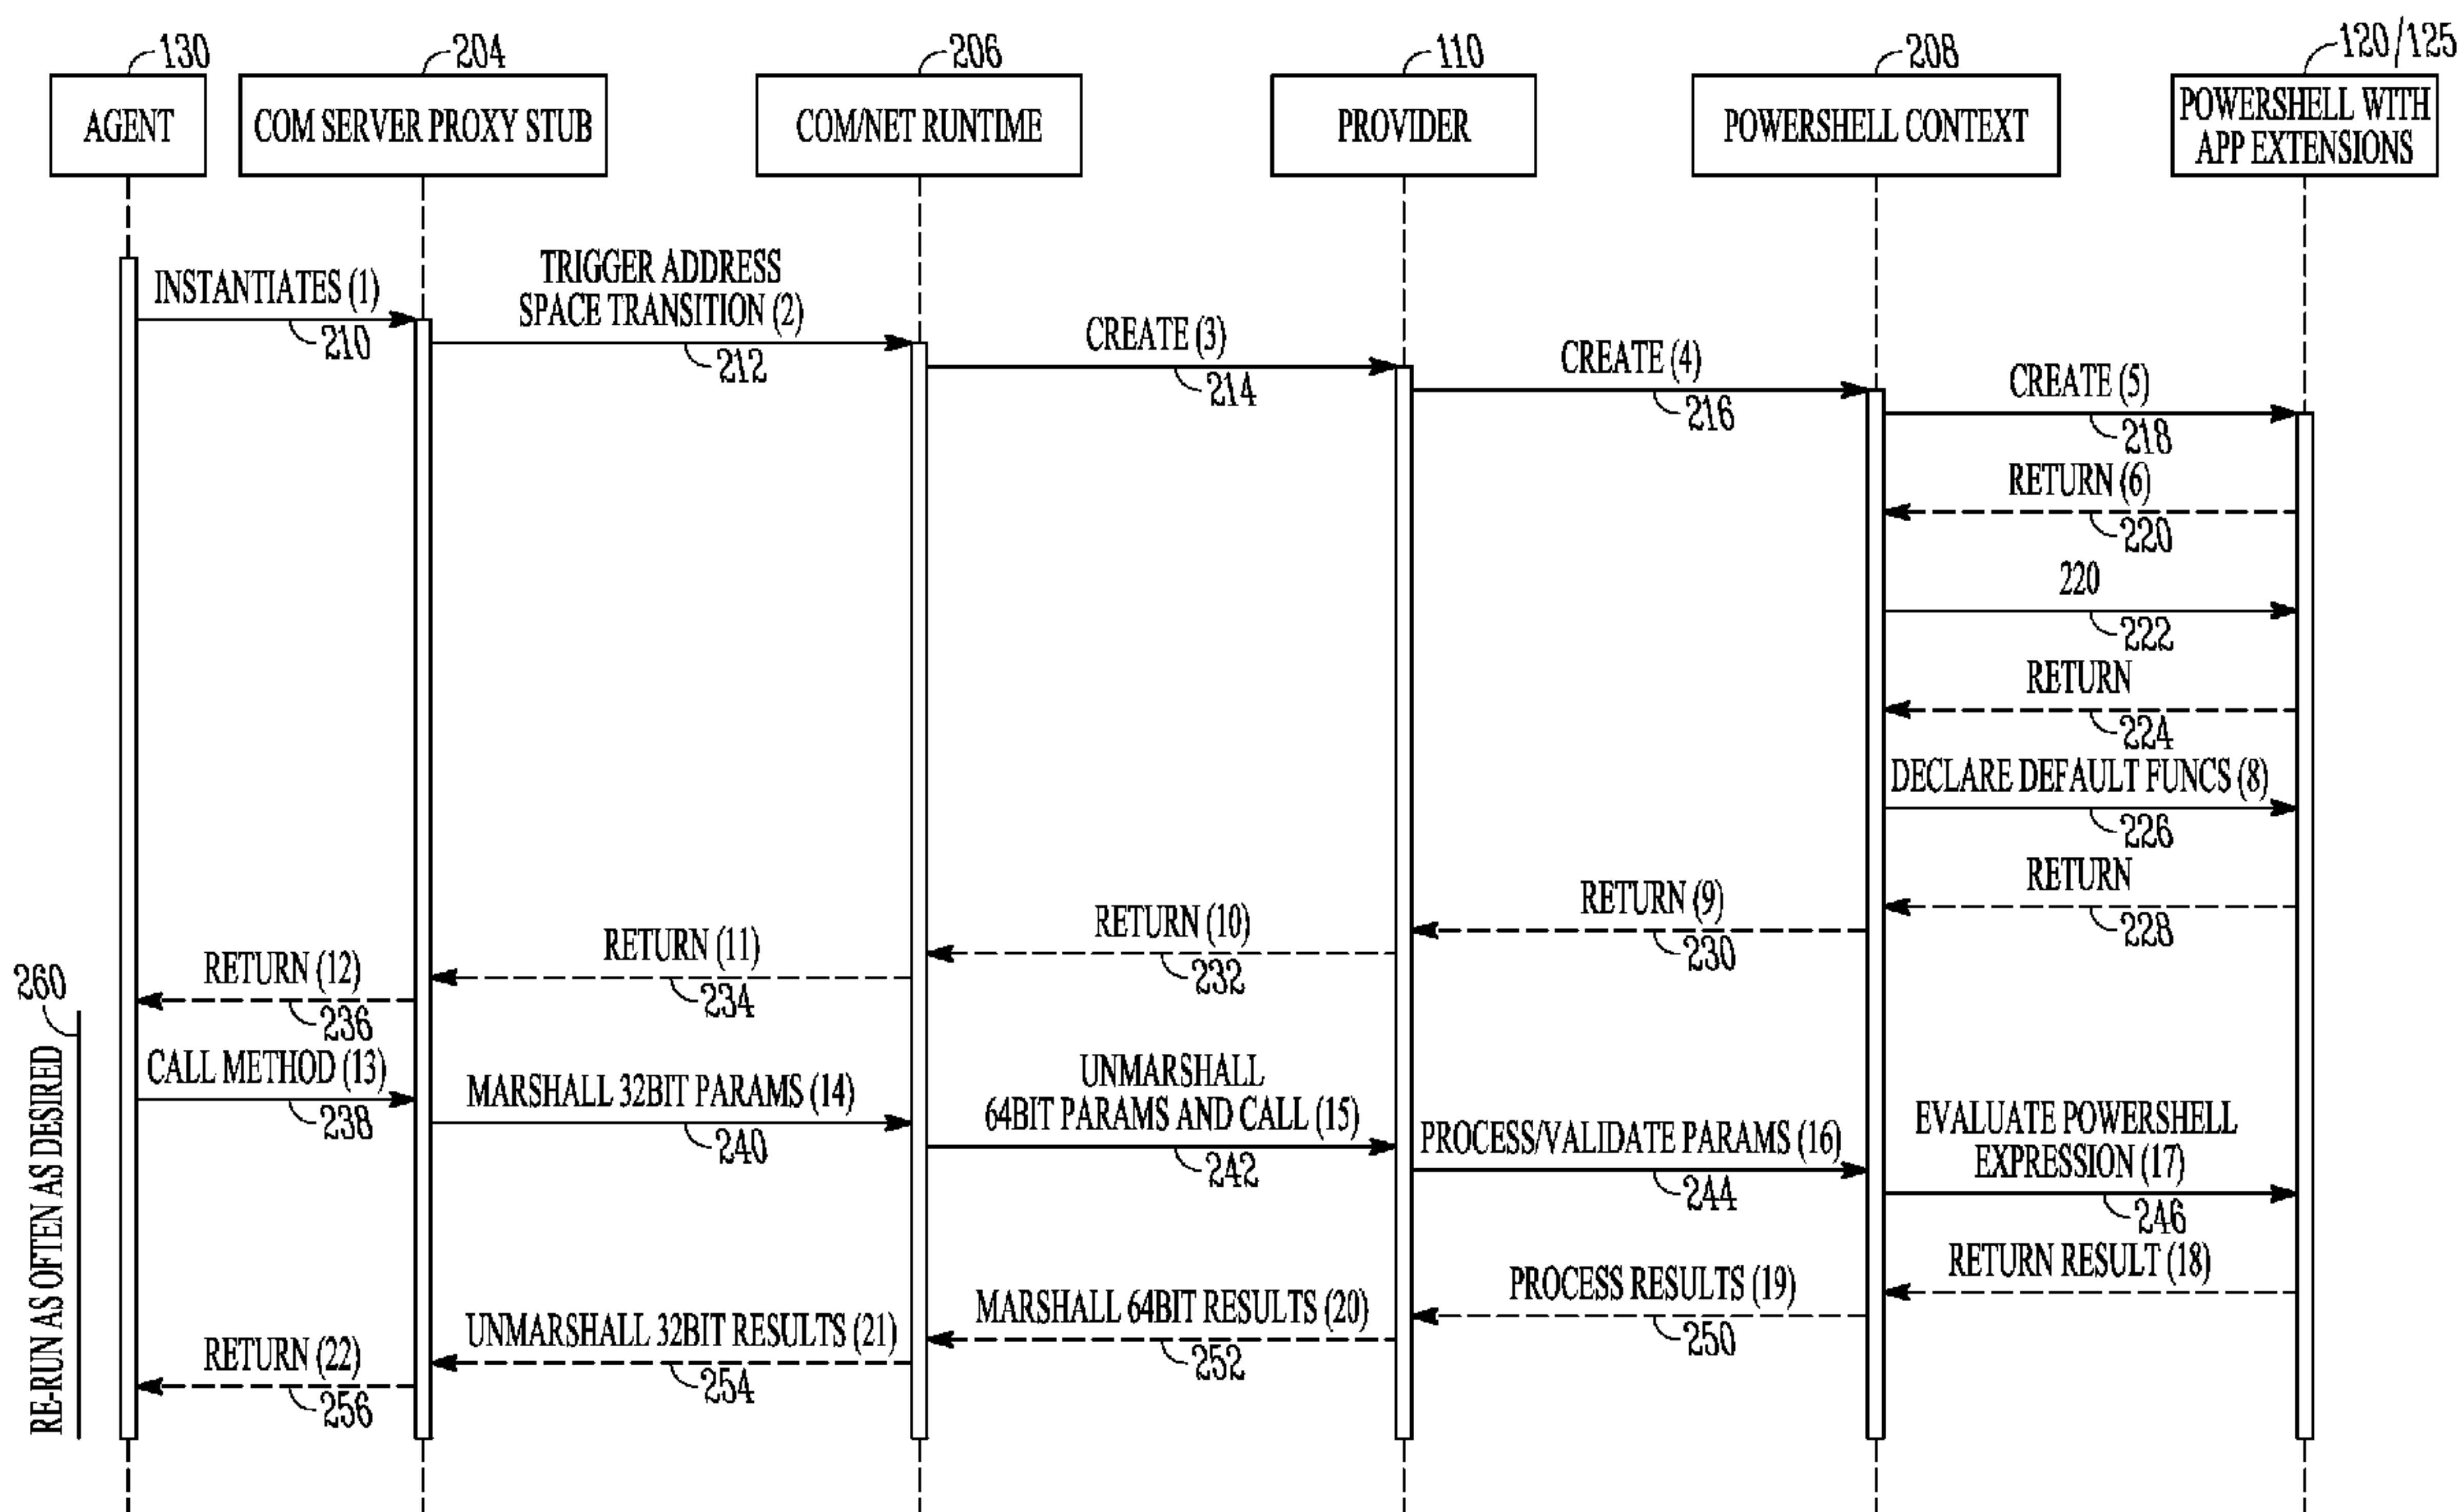 130
204
206
110
208
120/125
AGENT
COM SERVER PROXY STUB
COM/NET RUNTIME
PROVIDER
POWERSHELL CONTEXT
POWERSHELL WITH
APP EXTENSIONS
INSTANTIATES (1)
210
TRIGGER ADDRESS
SPACE TRANSITION (2)
212
CREATE (3)
214
CREATE (4)
216
CREATE (5)
218
RETURN (6)
220
220
222
RETURN
224
DECLARE DEFAULT FUNCS (8)
226
RETURN
228
RETURN (9)
230
RETURN (10)
232
RETURN (11)
234
RETURN (12)
236
260
RE-RUN AS OFTEN AS DESIRED
CALL METHOD (13)
238
MARSHALL 32BIT PARAMS (14)
240
UNMARSHALL
64BIT PARAMS AND CALL (15)
242
PROCESS/VALIDATE PARAMS (16)
244
EVALUATE POWERSHELL
EXPRESSION (17)
246
RETURN RESULT (18)
PROCESS RESULTS (19)
250
MARSHALL 64BIT RESULTS (20)
252
UNMARSHALL 32BIT RESULTS (21)
254
RETURN (22)
256